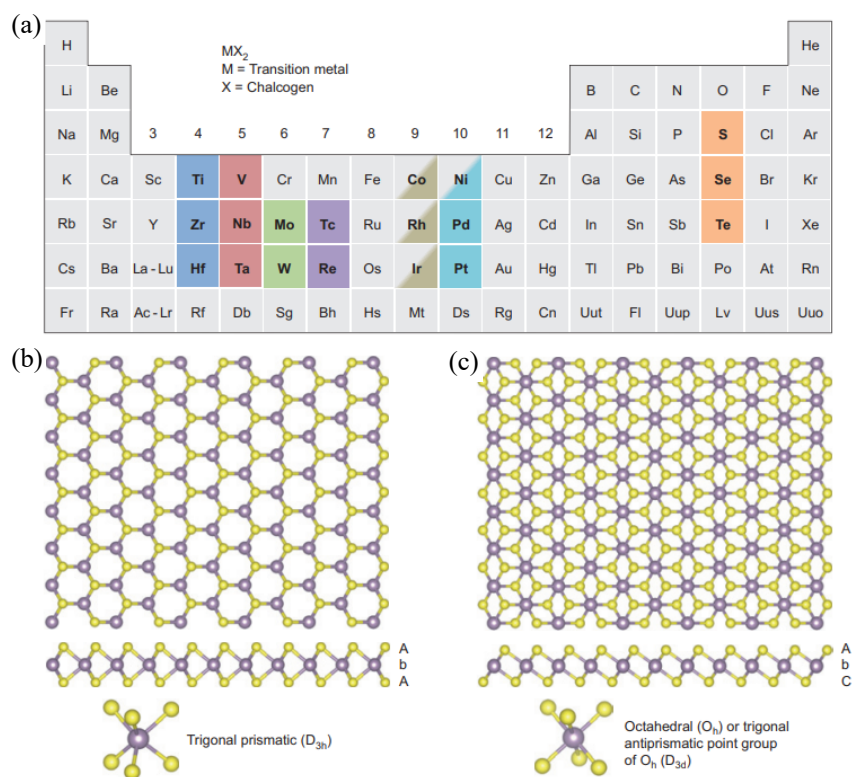 (a)
H He
MX2
M = Transition metal
X = Chalcogen
Li Be B C N O F Ne
Na Mg 3 4 5 6 7 8 9 10 11 12 Al Si P S Cl Ar
K Ca Sc Ti V Cr Mn Fe Co Ni Cu Zn Ga Ge As Se Br Kr
Rb Sr Y Zr Nb Mo Tc Ru Rh Pd Ag Cd In Sn Sb Te I Xe
Cs Ba La - Lu Hf Ta W Re Os Ir Pt Au Hg Tl Pb Bi Po At Rn
Fr Ra Ac - Lr Rf Db Sg Bh Hs Mt Ds Rg Cn Uut Fl Uup Lv Uus Uuo
(b)
A
b
A
Trigonal prismatic (D3h)
(c)
A
b
C
Octahedral (Oh) or trigonal
antiprismatic point group
of Oh (D3d)